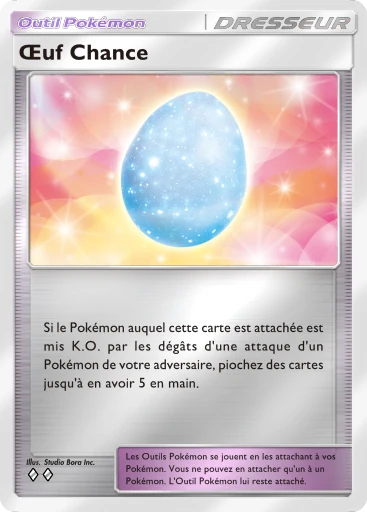 Outil Pokémon
DRESSEUR
Œuf Chance
Si le Pokémon auquel cette carte est attachée est
mis K.O. par les dégâts d'une attaque d'un
Pokémon de votre adversaire, piochez des cartes
jusqu'à en avoir 5 en main.
Illus. Studio Bora Inc.
Les Outils Pokémon se jouent en les attachant à vos
Pokémon. Vous ne pouvez en attacher qu'un à un
Pokémon. L'Outil Pokémon lui reste attaché.